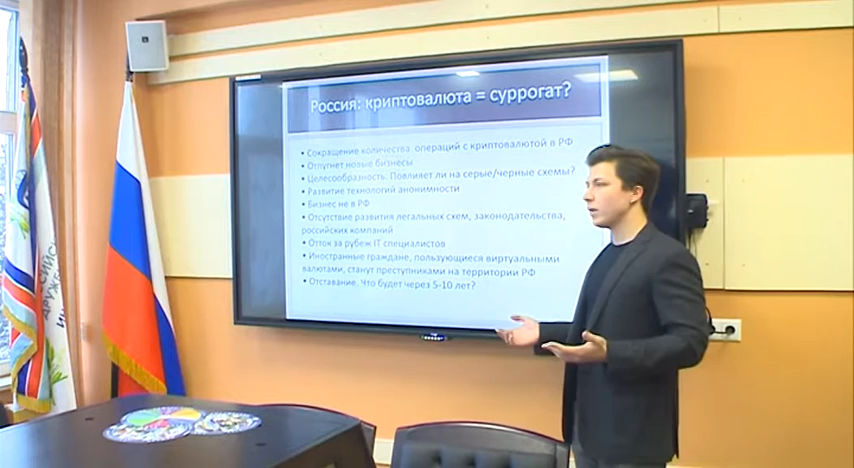 Россия: криптовалюта = суррогат?
• Сокращение количества операций с криптовалютой в РФ
• Отпугнет новые бизнесы
• Целесообразность. Повлияет ли на серые/черные схемы?
• Развитие технологий анонимности
• Бизнес не в РФ
• Отсутствие развития легальных схем, законодательства,
российских компаний
• Отток за рубеж IT специалистов
• Иностранные граждане, пользующиеся виртуальными
валютами, станут преступниками на территории РФ
• Отставание. Что будет через 5-10 лет?